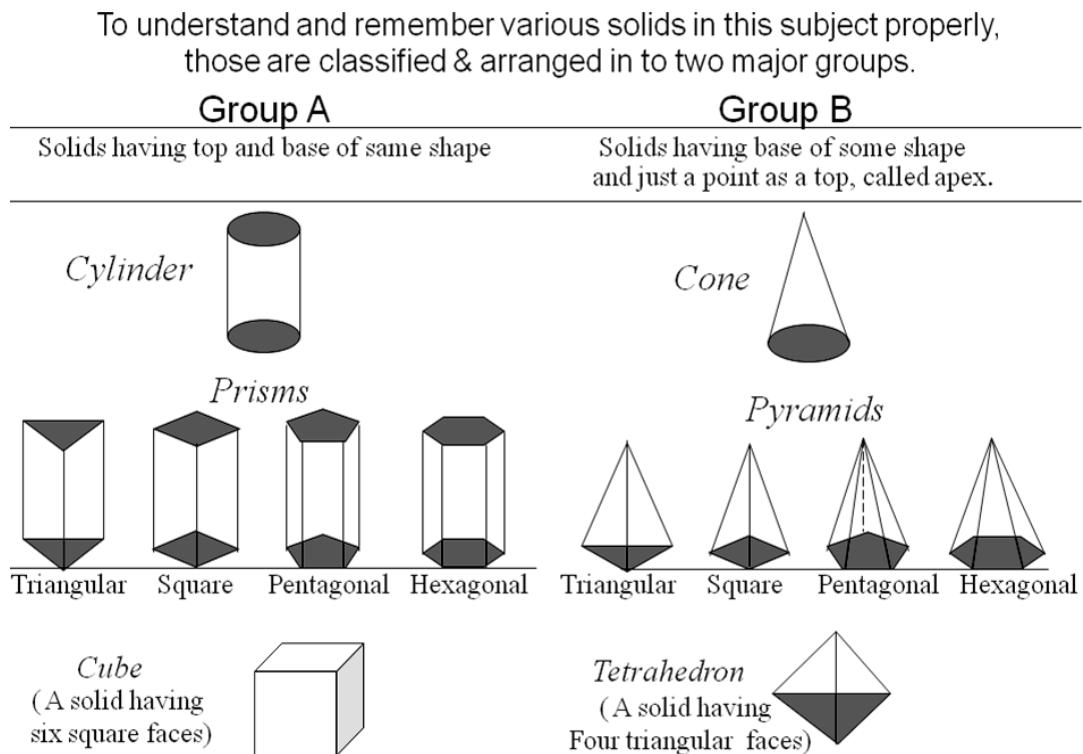 To understand and remember various solids in this subject properly,
those are classified & arranged in to two major groups.
Group A
Solids having top and base of same shape
Cylinder
Prisms
Triangular
Square
Pentagonal
Hexagonal
Cube
( A solid having
six square faces)
Group B
Solids having base of some shape
and just a point as a top, called apex.
Cone
Pyramids
Triangular
Square
Pentagonal
Hexagonal
Tetrahedron
( A solid having
Four triangular faces)